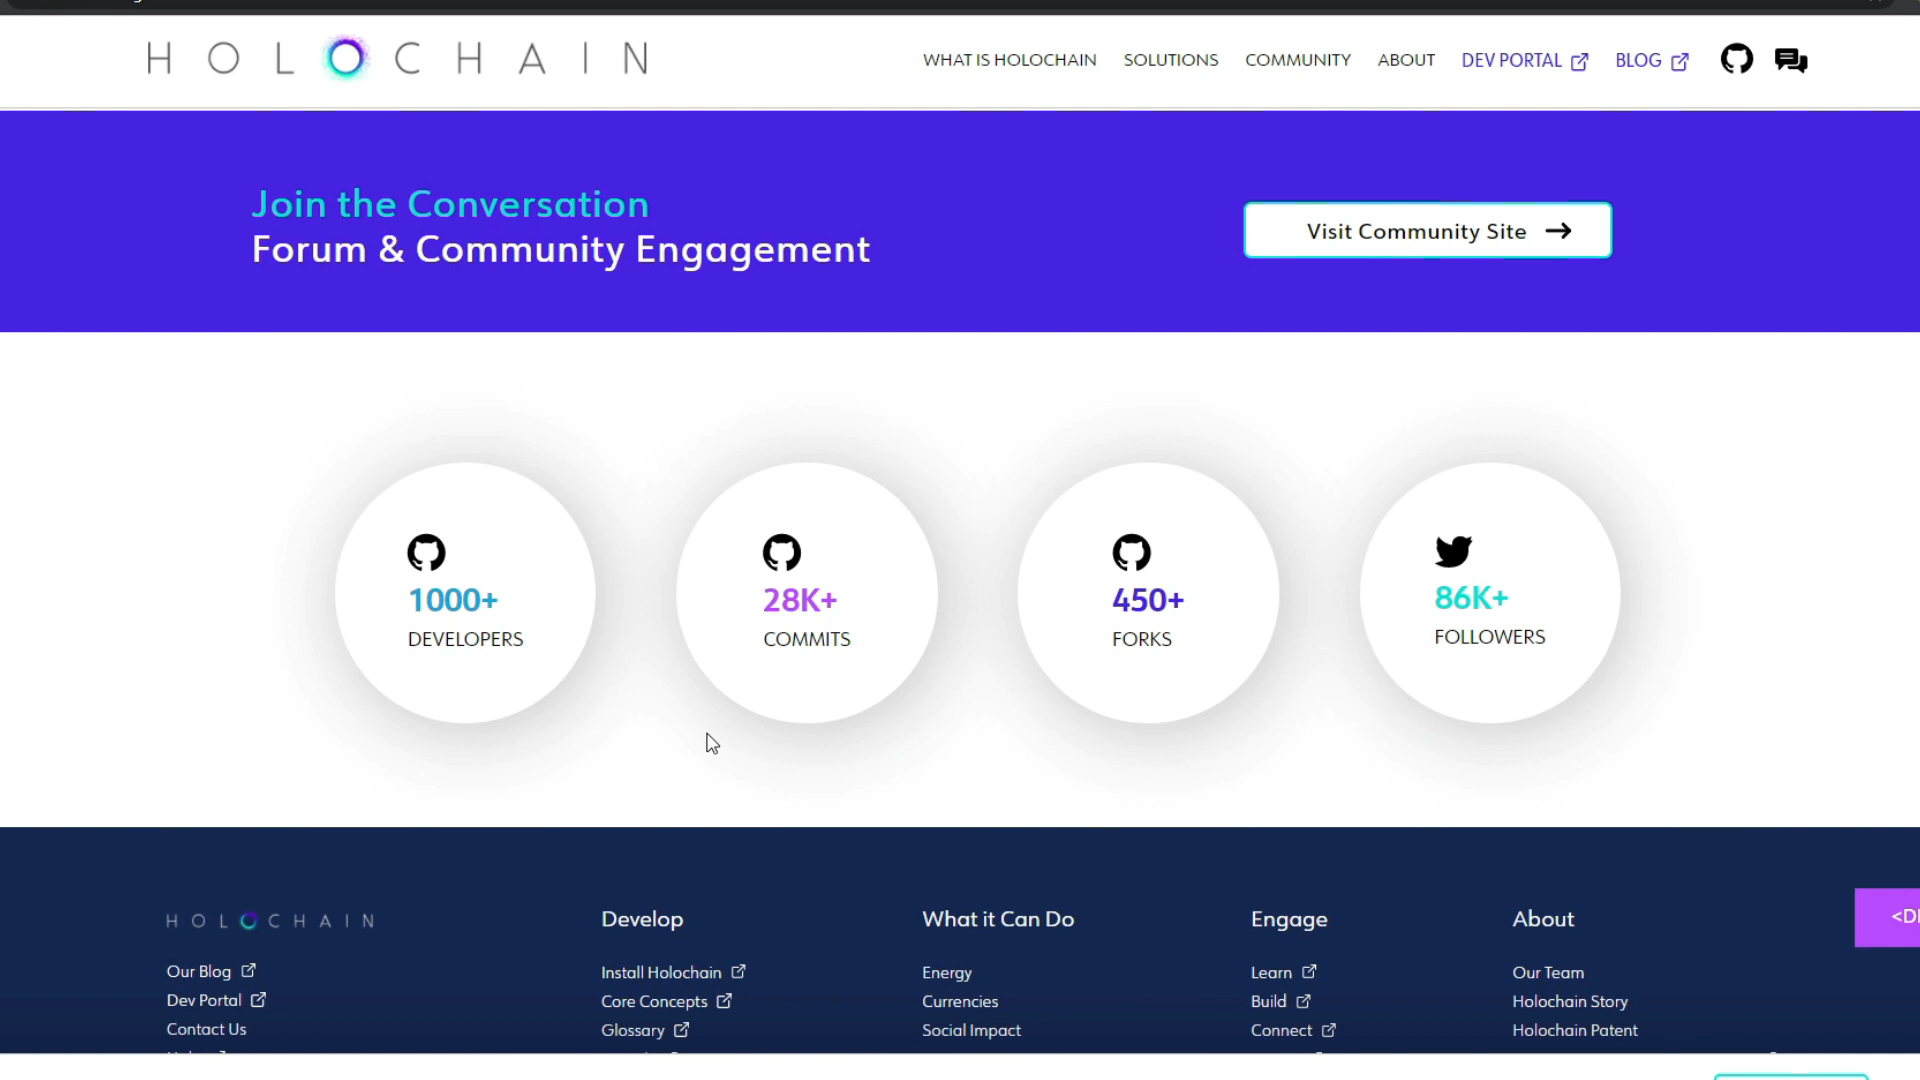 HOLOCHAIN
WHAT IS HOLOCHAIN SOLUTIONS COMMUNITY ABOUT DEV PORTAL BLOG
Join the Conversation
Forum & Community Engagement
Visit Community Site →
1000+
DEVELOPERS
28K+
COMMITS
450+
FORKS
86K+
FOLLOWERS
HOLOCHAIN
Our Blog
Dev Portal
Contact Us
Develop
Install Holochain
Core Concepts
Glossary
What it Can Do
Energy
Currencies
Social Impact
Engage
Learn
Build
Connect
About
Our Team
Holochain Story
Holochain Patent